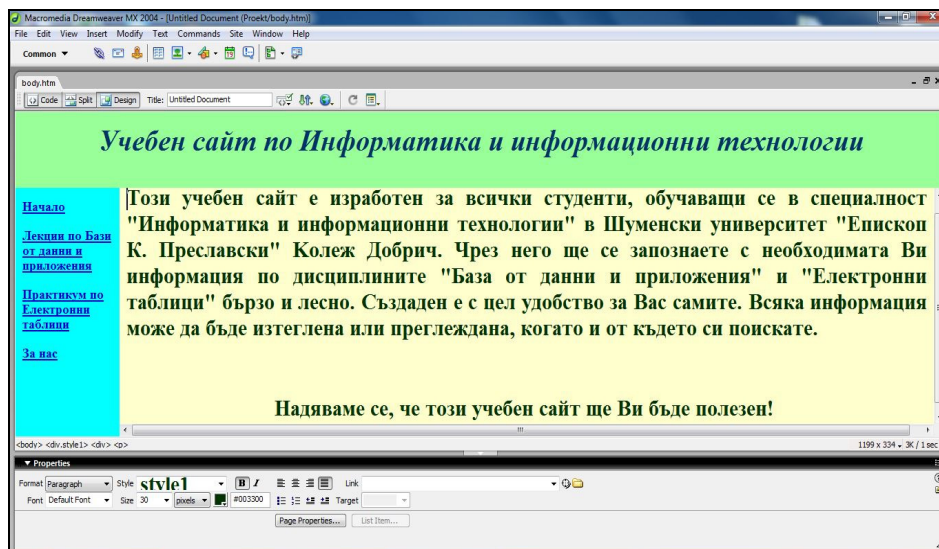 Macromedia Dreamweaver MX 2004 - [Untitled Document (Proekt/body.htm)]
File Edit View Insert Modify Text Commands Site Window Help
Common
body.htm
Code Split Design Title: Untitled Document
Учебен сайт по Информатика и информационни технологии
Начало
Лекции по Бази
от данни и
приложения
Практикум по
Електронни
таблици
За нас
Този учебен сайт е изработен за всички студенти, обучаващи се в специалност
"Информатика и информационни технологии" в Шуменски университет "Епископ
К. Преславски" Колеж Добрич. Чрез него ще се запознаете с необходимата Ви
информация по дисциплините "База от данни и приложения" и "Електронни
таблици" бързо и лесно. Създаден е с цел удобство за Вас самите. Всяка информация
може да бъде изтеглена или преглеждана, когато и от където си поискате.
Надяваме се, че този учебен сайт ще Ви бъде полезен!
<body> <div.style1> <div> <p>
1199 x 334 3K / 1 sec
Properties
Format Paragraph Style style1 B I Link
Font Default Font Size 30 pixels #003300 Target
Page Properties... List Item...